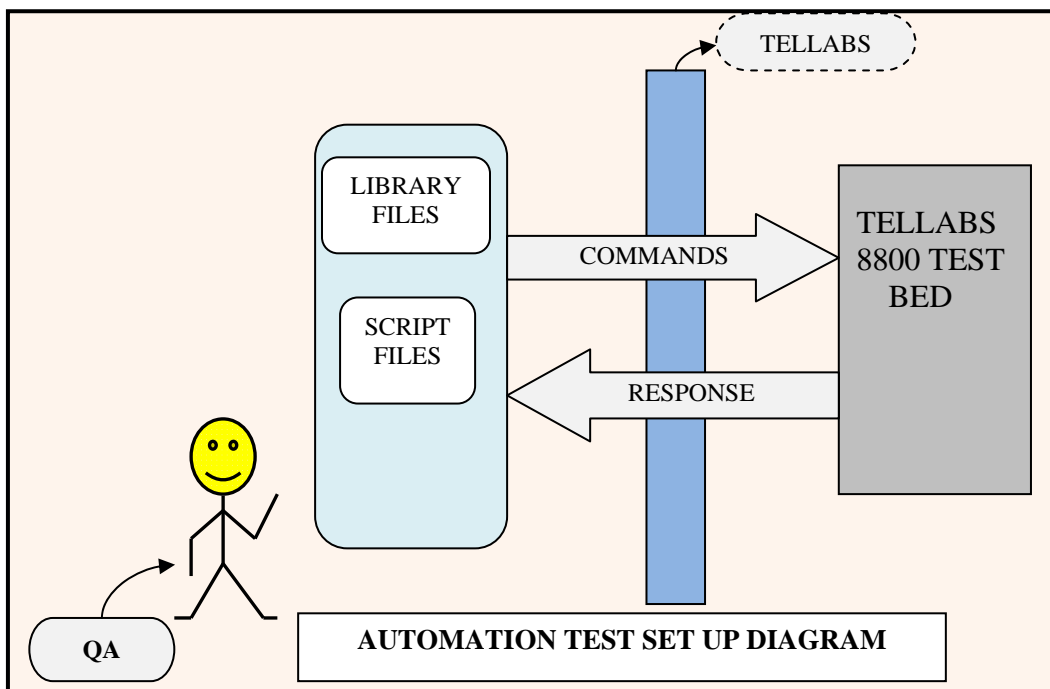 TELLABS
LIBRARY
FILES
COMMANDS
TELLABS
8800 TEST
BED
SCRIPT
FILES
RESPONSE
QA
AUTOMATION TEST SET UP DIAGRAM